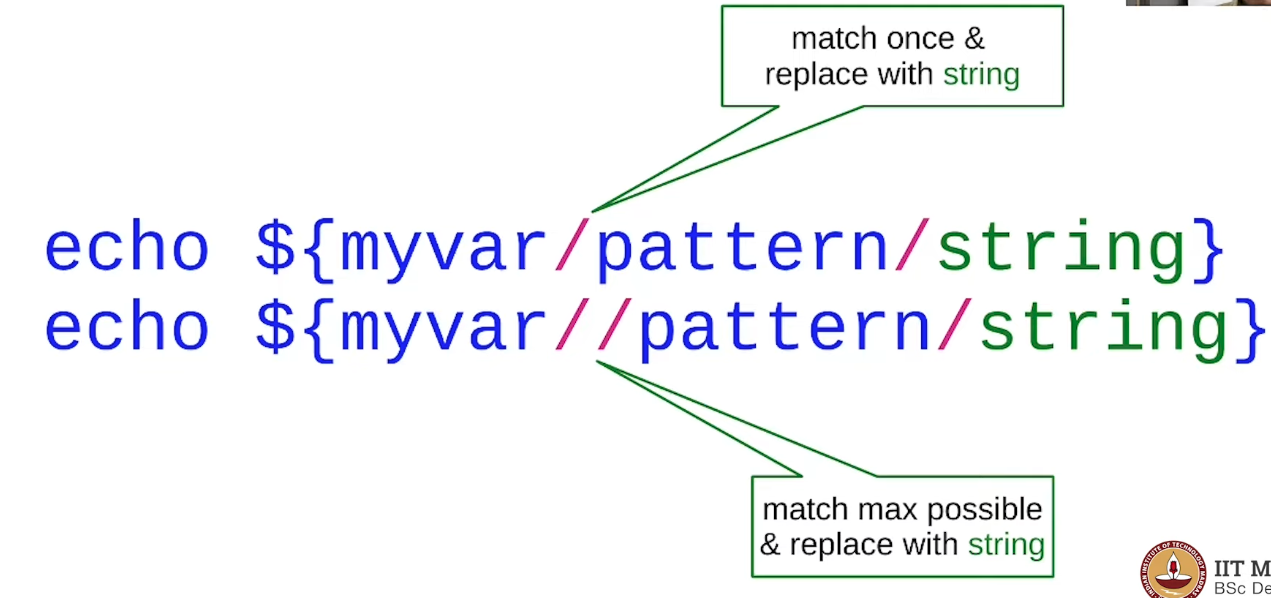 match once &
replace with string
echo ${myvar/pattern/string}
echo ${myvar//pattern/string}
match max possible
& replace with string
IIT M
BSc De